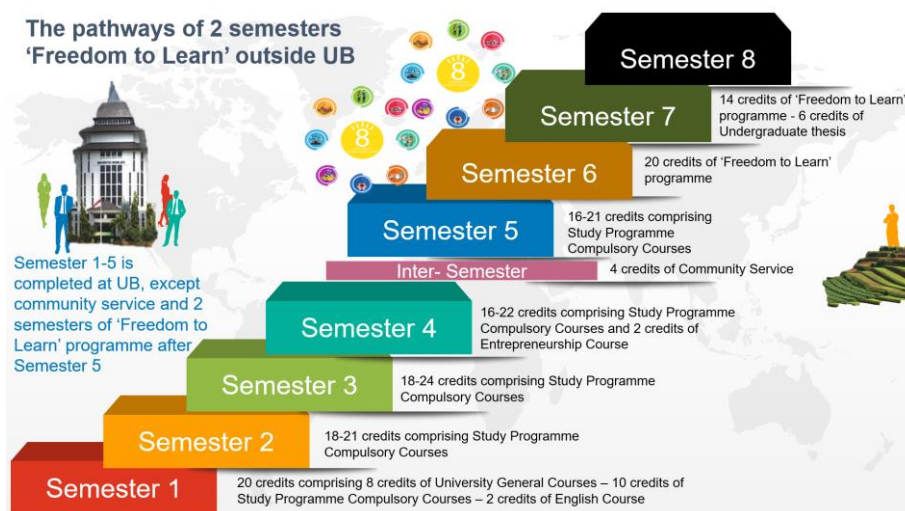 The pathways of 2 semesters
'Freedom to Learn' outside UB
8
8
Semester 8
Semester 7
14 credits of 'Freedom to Learn'
programme - 6 credits of
Undergraduate thesis
Semester 6
20 credits of 'Freedom to Learn'
programme
Semester 5
16-21 credits comprising
Study Programme
Compulsory Courses
Inter- Semester
4 credits of Community Service
Semester 1-5 is
completed at UB, except
community service and 2
semesters of 'Freedom to
Learn' programme after
Semester 5
Semester 4
16-22 credits comprising Study Programme
Compulsory Courses and 2 credits of
Entrepreneurship Course
Semester 3
18-24 credits comprising Study Programme
Compulsory Courses
Semester 2
18-21 credits comprising Study Programme
Compulsory Courses
Semester 1
20 credits comprising 8 credits of University General Courses – 10 credits of
Study Programme Compulsory Courses – 2 credits of English Course